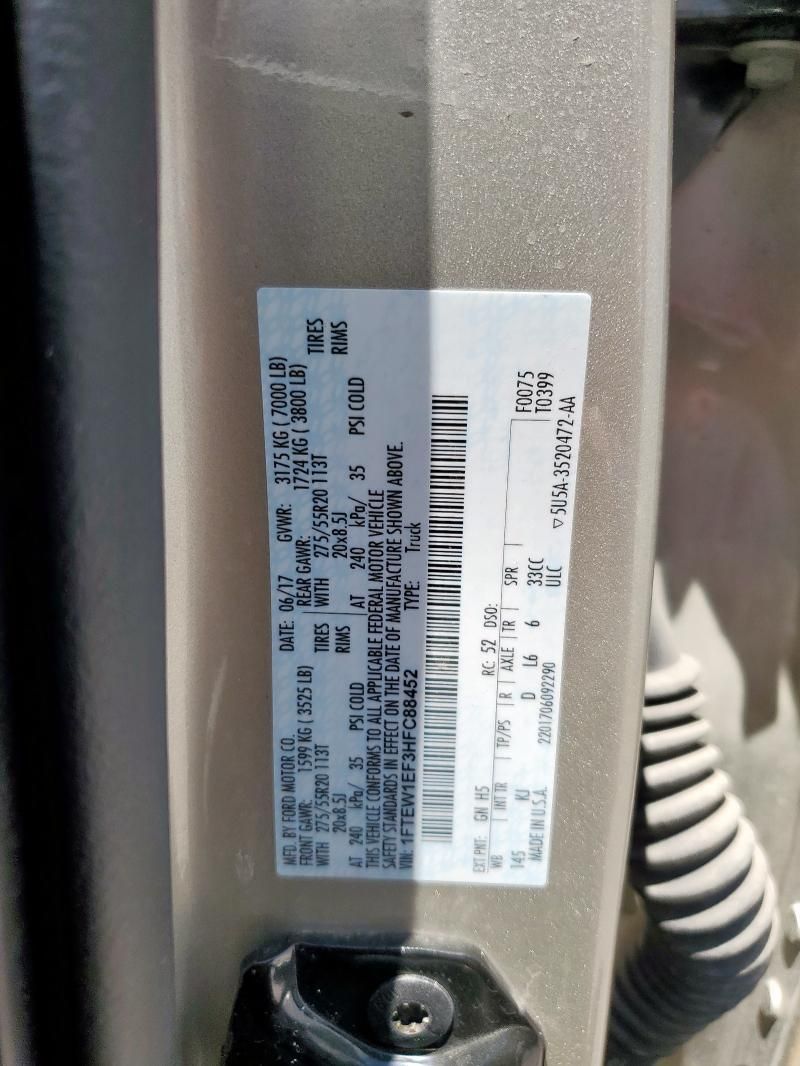 MFD. BY FORD MOTOR CO. DATE: 06/17 GVWR: 3175 KG ( 7000 LB)
FRONT GAWR: 1599 KG ( 3525 LB) REAR GAWR: 1724 KG ( 3800 LB)
WITH 275/55R20 113T TIRES WITH 275/55R20 113T TIRES
20x8.5J RIMS 20x8.5J RIMS
AT 240 kPa/ 35 PSI COLD AT 240 kPa/ 35 PSI COLD
THIS VEHICLE CONFORMS TO ALL APPLICABLE FEDERAL MOTOR VEHICLE
SAFETY STANDARDS IN EFFECT ON THE DATE OF MANUFACTURE SHOWN ABOVE.
VIN: 1FTEW1EF3HFC88452 TYPE: Truck
EXT PNT: GN H5 RC: 52 DSO:
WB INT TR TP/PS R AXLE TR SPR F0075
145 KJ D L6 6 33CC T0399
MADE IN U.S.A. 2201706092290 ULC ▽5U5A-3520472-AA